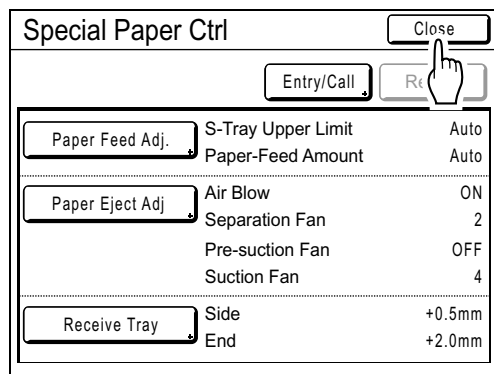 Special Paper Ctrl
Close
Entry/Call
Paper Feed Adj.
S-Tray Upper Limit Auto
Paper-Feed Amount Auto
Paper Eject Adj
Air Blow ON
Separation Fan 2
Pre-suction Fan OFF
Suction Fan 4
Receive Tray
Side +0.5mm
End +2.0mm